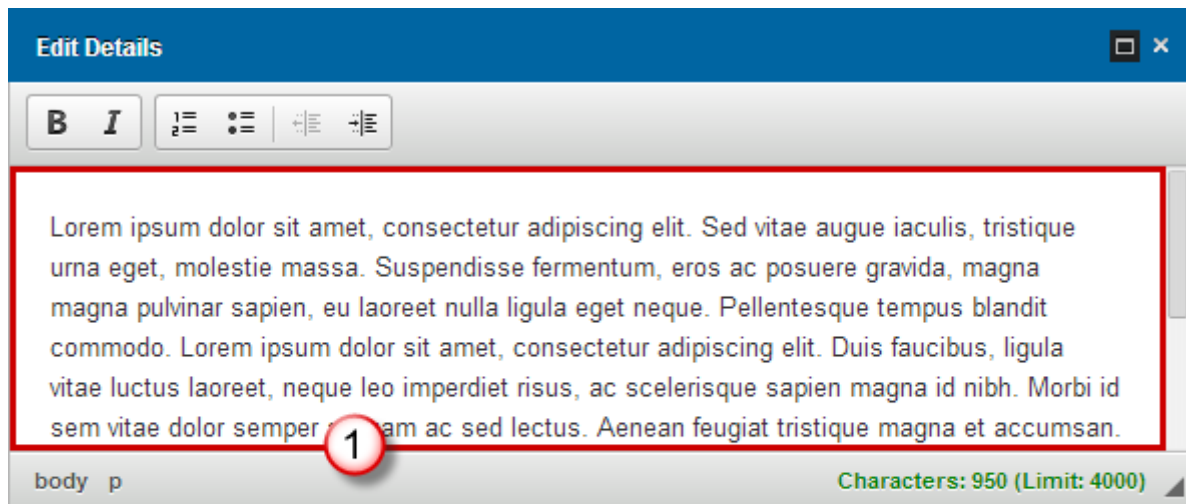 Edit Details
B I
Lorem ipsum dolor sit amet, consectetur adipiscing elit. Sed vitae augue iaculis, tristique
urna eget, molestie massa. Suspendisse fermentum, eros ac posuere gravida, magna
magna pulvinar sapien, eu laoreet nulla ligula eget neque. Pellentesque tempus blandit
commodo. Lorem ipsum dolor sit amet, consectetur adipiscing elit. Duis faucibus, ligula
vitae luctus laoreet, neque leo imperdiet risus, ac scelerisque sapien magna id nibh. Morbi id
sem vitae dolor semper ac sed lectus. Aenean feugiat tristique magna et accumsan.
1
body p
Characters: 950 (Limit: 4000)